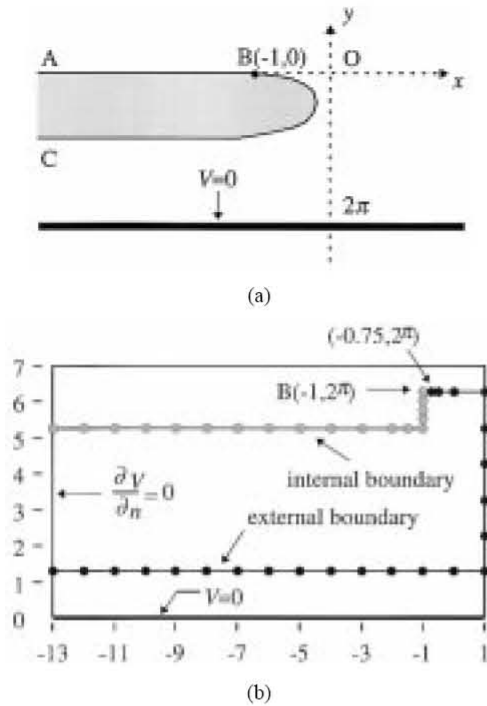 y
A
B(-1,0)
O
x
C
V=0
2π
(a)
(-0.75,2π)
7
6
B(-1,2π)
5
internal boundary
4
∂V/∂n=0
3
external boundary
2
1
V=0
0
-13 -11 -9 -7 -5 -3 -1 1
(b)